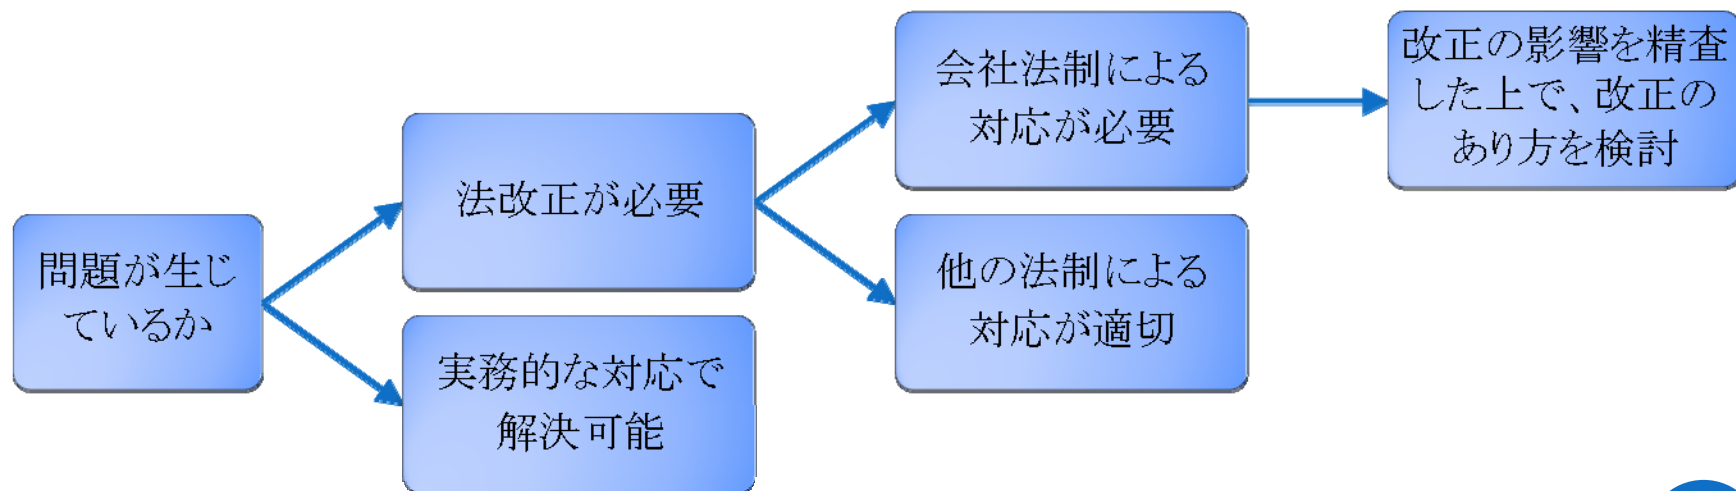 問題が生じ
ているか
法改正が必要
実務的な対応で
解決可能
会社法制による
対応が必要
他の法制による
対応が適切
改正の影響を精査
した上で、改正の
あり方を検討